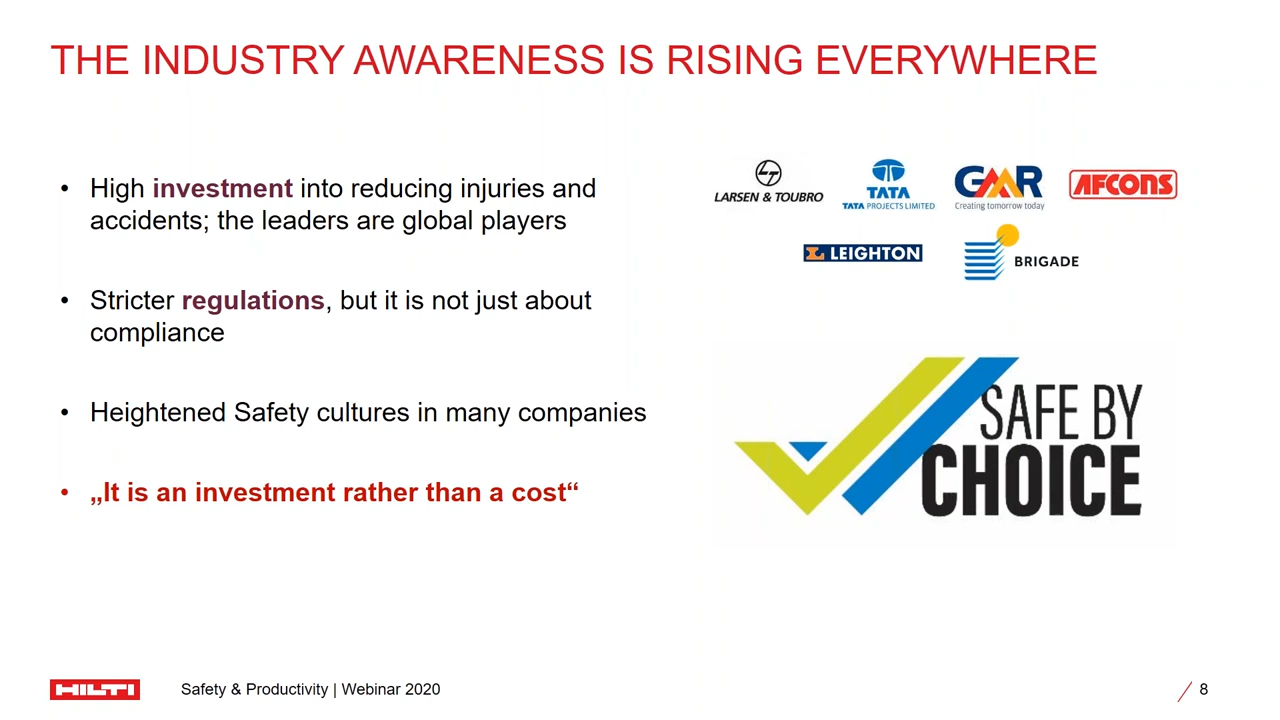 THE INDUSTRY AWARENESS IS RISING EVERYWHERE
• High investment into reducing injuries and
accidents; the leaders are global players
• Stricter regulations, but it is not just about
compliance
• Heightened Safety cultures in many companies
• „It is an investment rather than a cost“
LARSEN & TOUBRO
TATA
TATA PROJECTS LIMITED
GMR
Creating tomorrow today
AFCONS
LEIGHTON
BRIGADE
SAFE BY
CHOICE
HILTI
Safety & Productivity | Webinar 2020
8